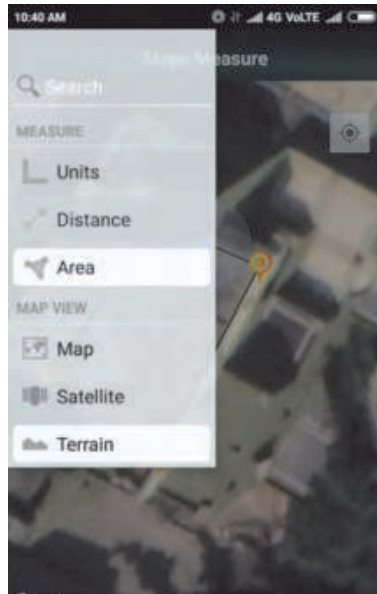 10:40 AM 4G VoLTE
Maps Measure
Search
MEASURE
Units
Distance
Area
MAP VIEW
Map
Satellite
Terrain